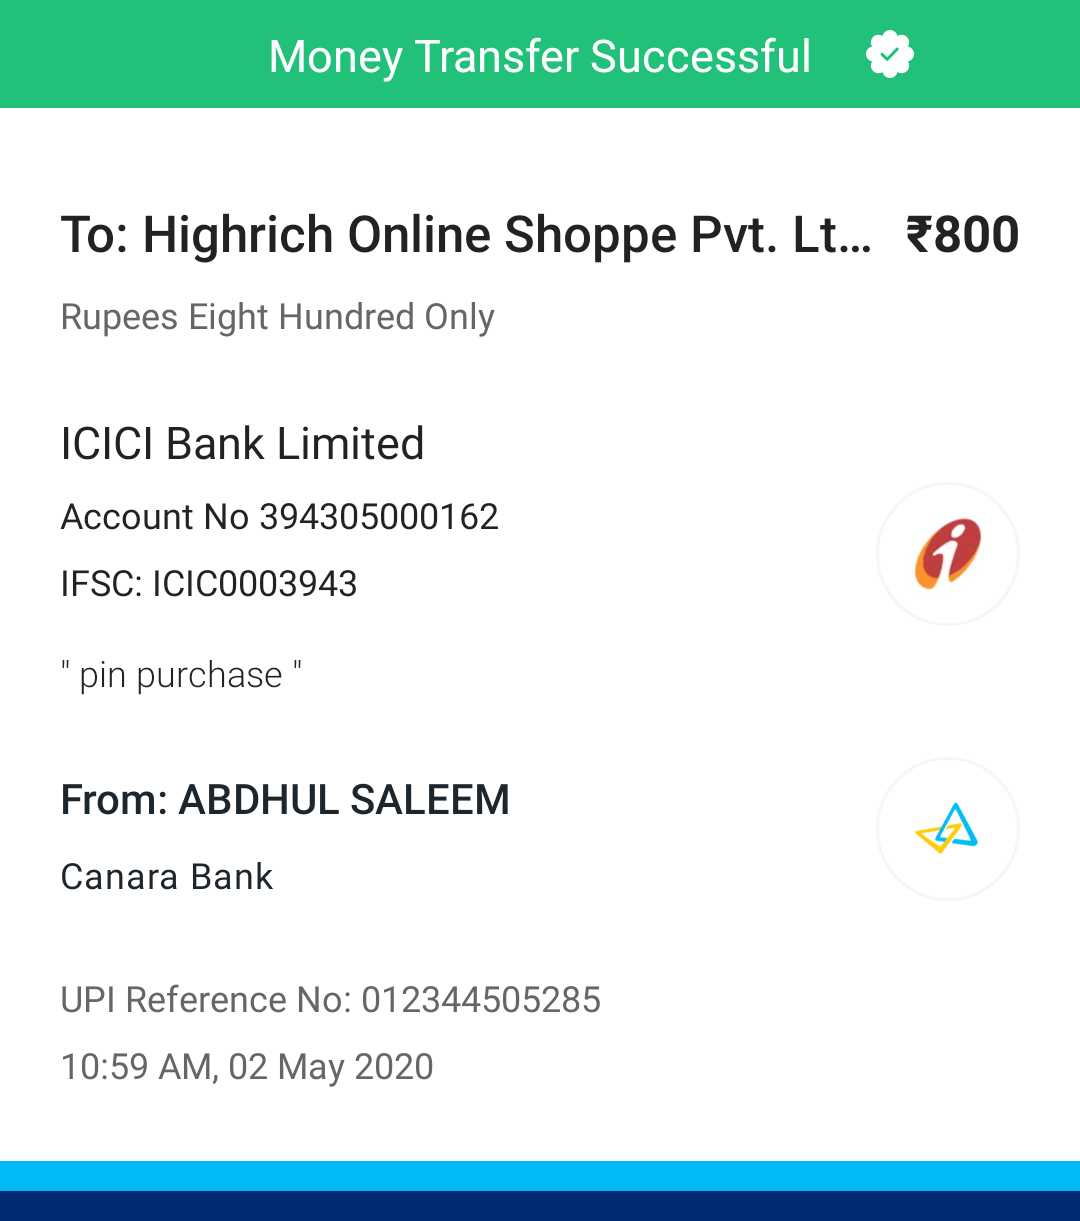 Money Transfer Successful
To: Highrich Online Shoppe Pvt. Lt... ₹800
Rupees Eight Hundred Only
ICICI Bank Limited
Account No 394305000162
IFSC: ICIC0003943
" pin purchase "
From: ABDHUL SALEEM
Canara Bank
UPI Reference No: 012344505285
10:59 AM, 02 May 2020